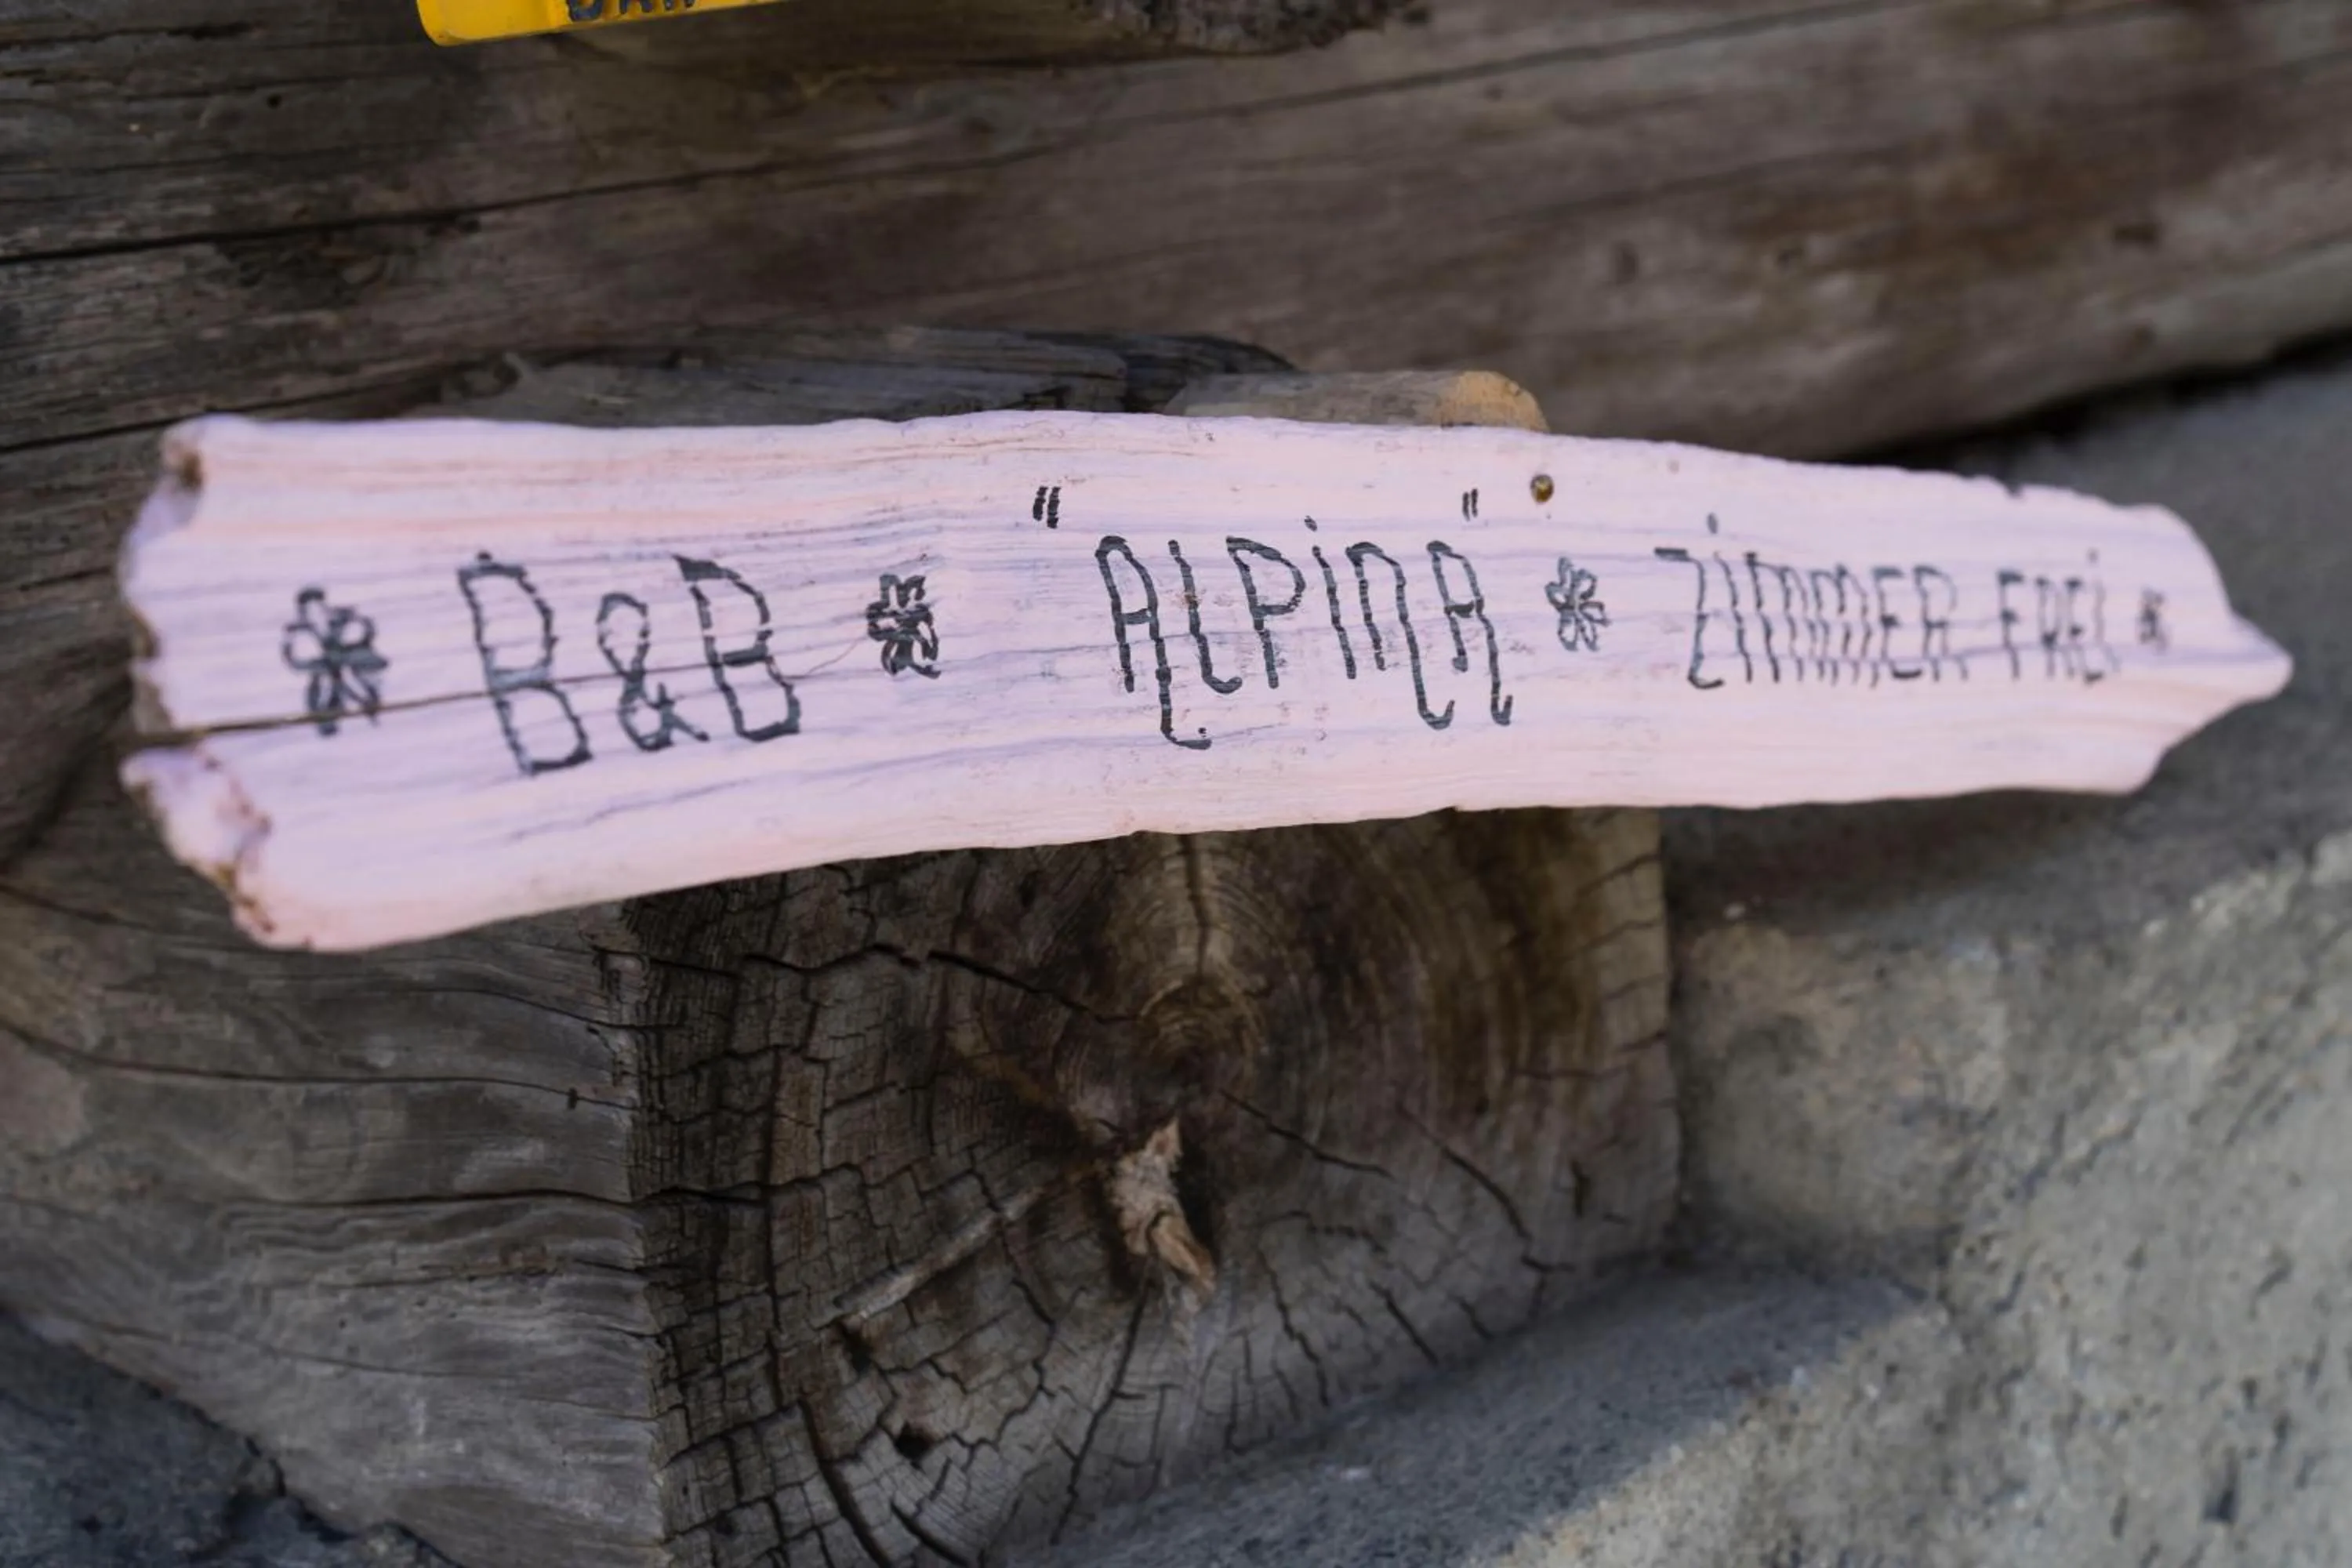 B&B "ALPiNA" ZiMMER FREi